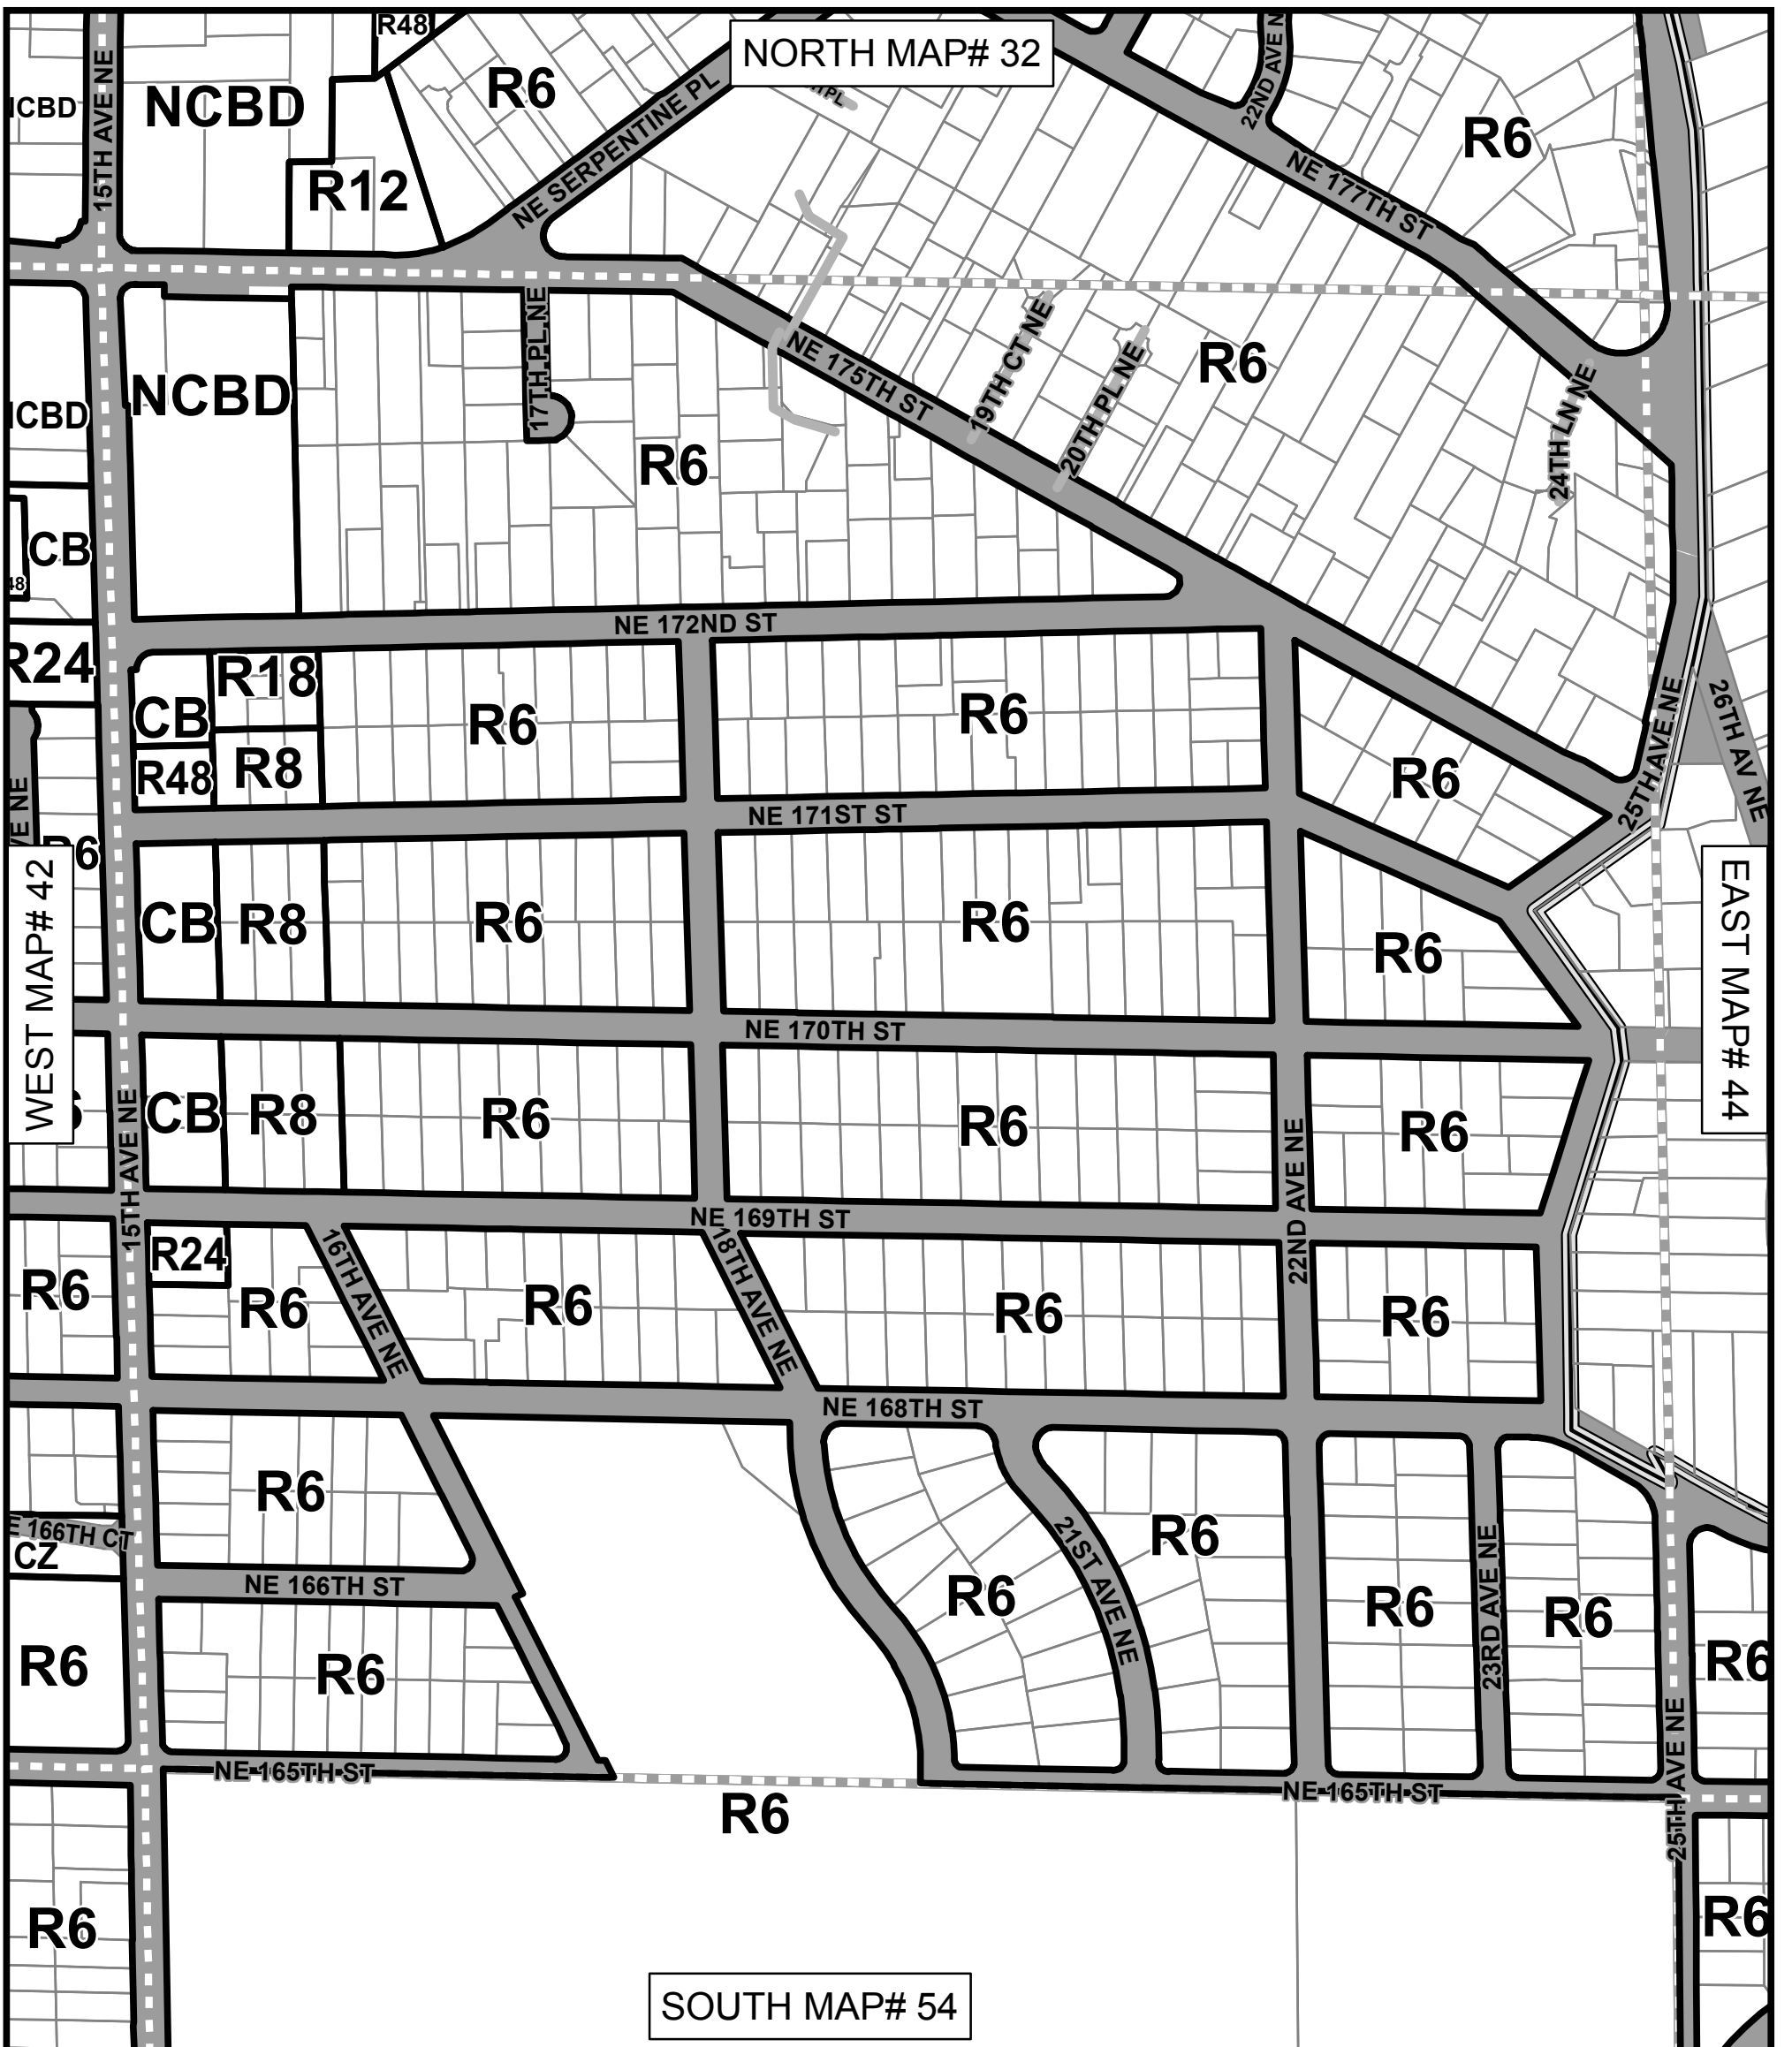 R48
NORTH MAP# 32
15TH AVE NE
NCBD
NCBD
R6
NE SERPENTINE PL
PL
22ND AVE N
R6
R12
NE 177TH ST
17TH PL NE
NE 175TH ST
19TH CT NE
20TH PL NE
R6
24TH LN NE
NCBD
NCBD
R6
CB
48
NE 172ND ST
R24
R18
CB
R6
R6
R48
R8
R6
25TH AVE NE
26TH AV NE
VE NE
NE 171ST ST
R6
WEST MAP# 42
EAST MAP# 44
CB
R8
R6
R6
R6
NE 170TH ST
CB
R8
R6
R6
R6
15TH AVE NE
22ND AVE NE
NE 169TH ST
R24
16TH AVE NE
18TH AVE NE
R6
R6
R6
R6
R6
NE 168TH ST
R6
E 166TH CT
CZ
21ST AVE NE
R6
NE 166TH ST
R6
R6
23RD AVE NE
R6
R6
R6
R6
NE 165TH ST
NE 165TH ST
25TH AVE NE
25TH AVE NE
R6
R6
R6
SOUTH MAP# 54